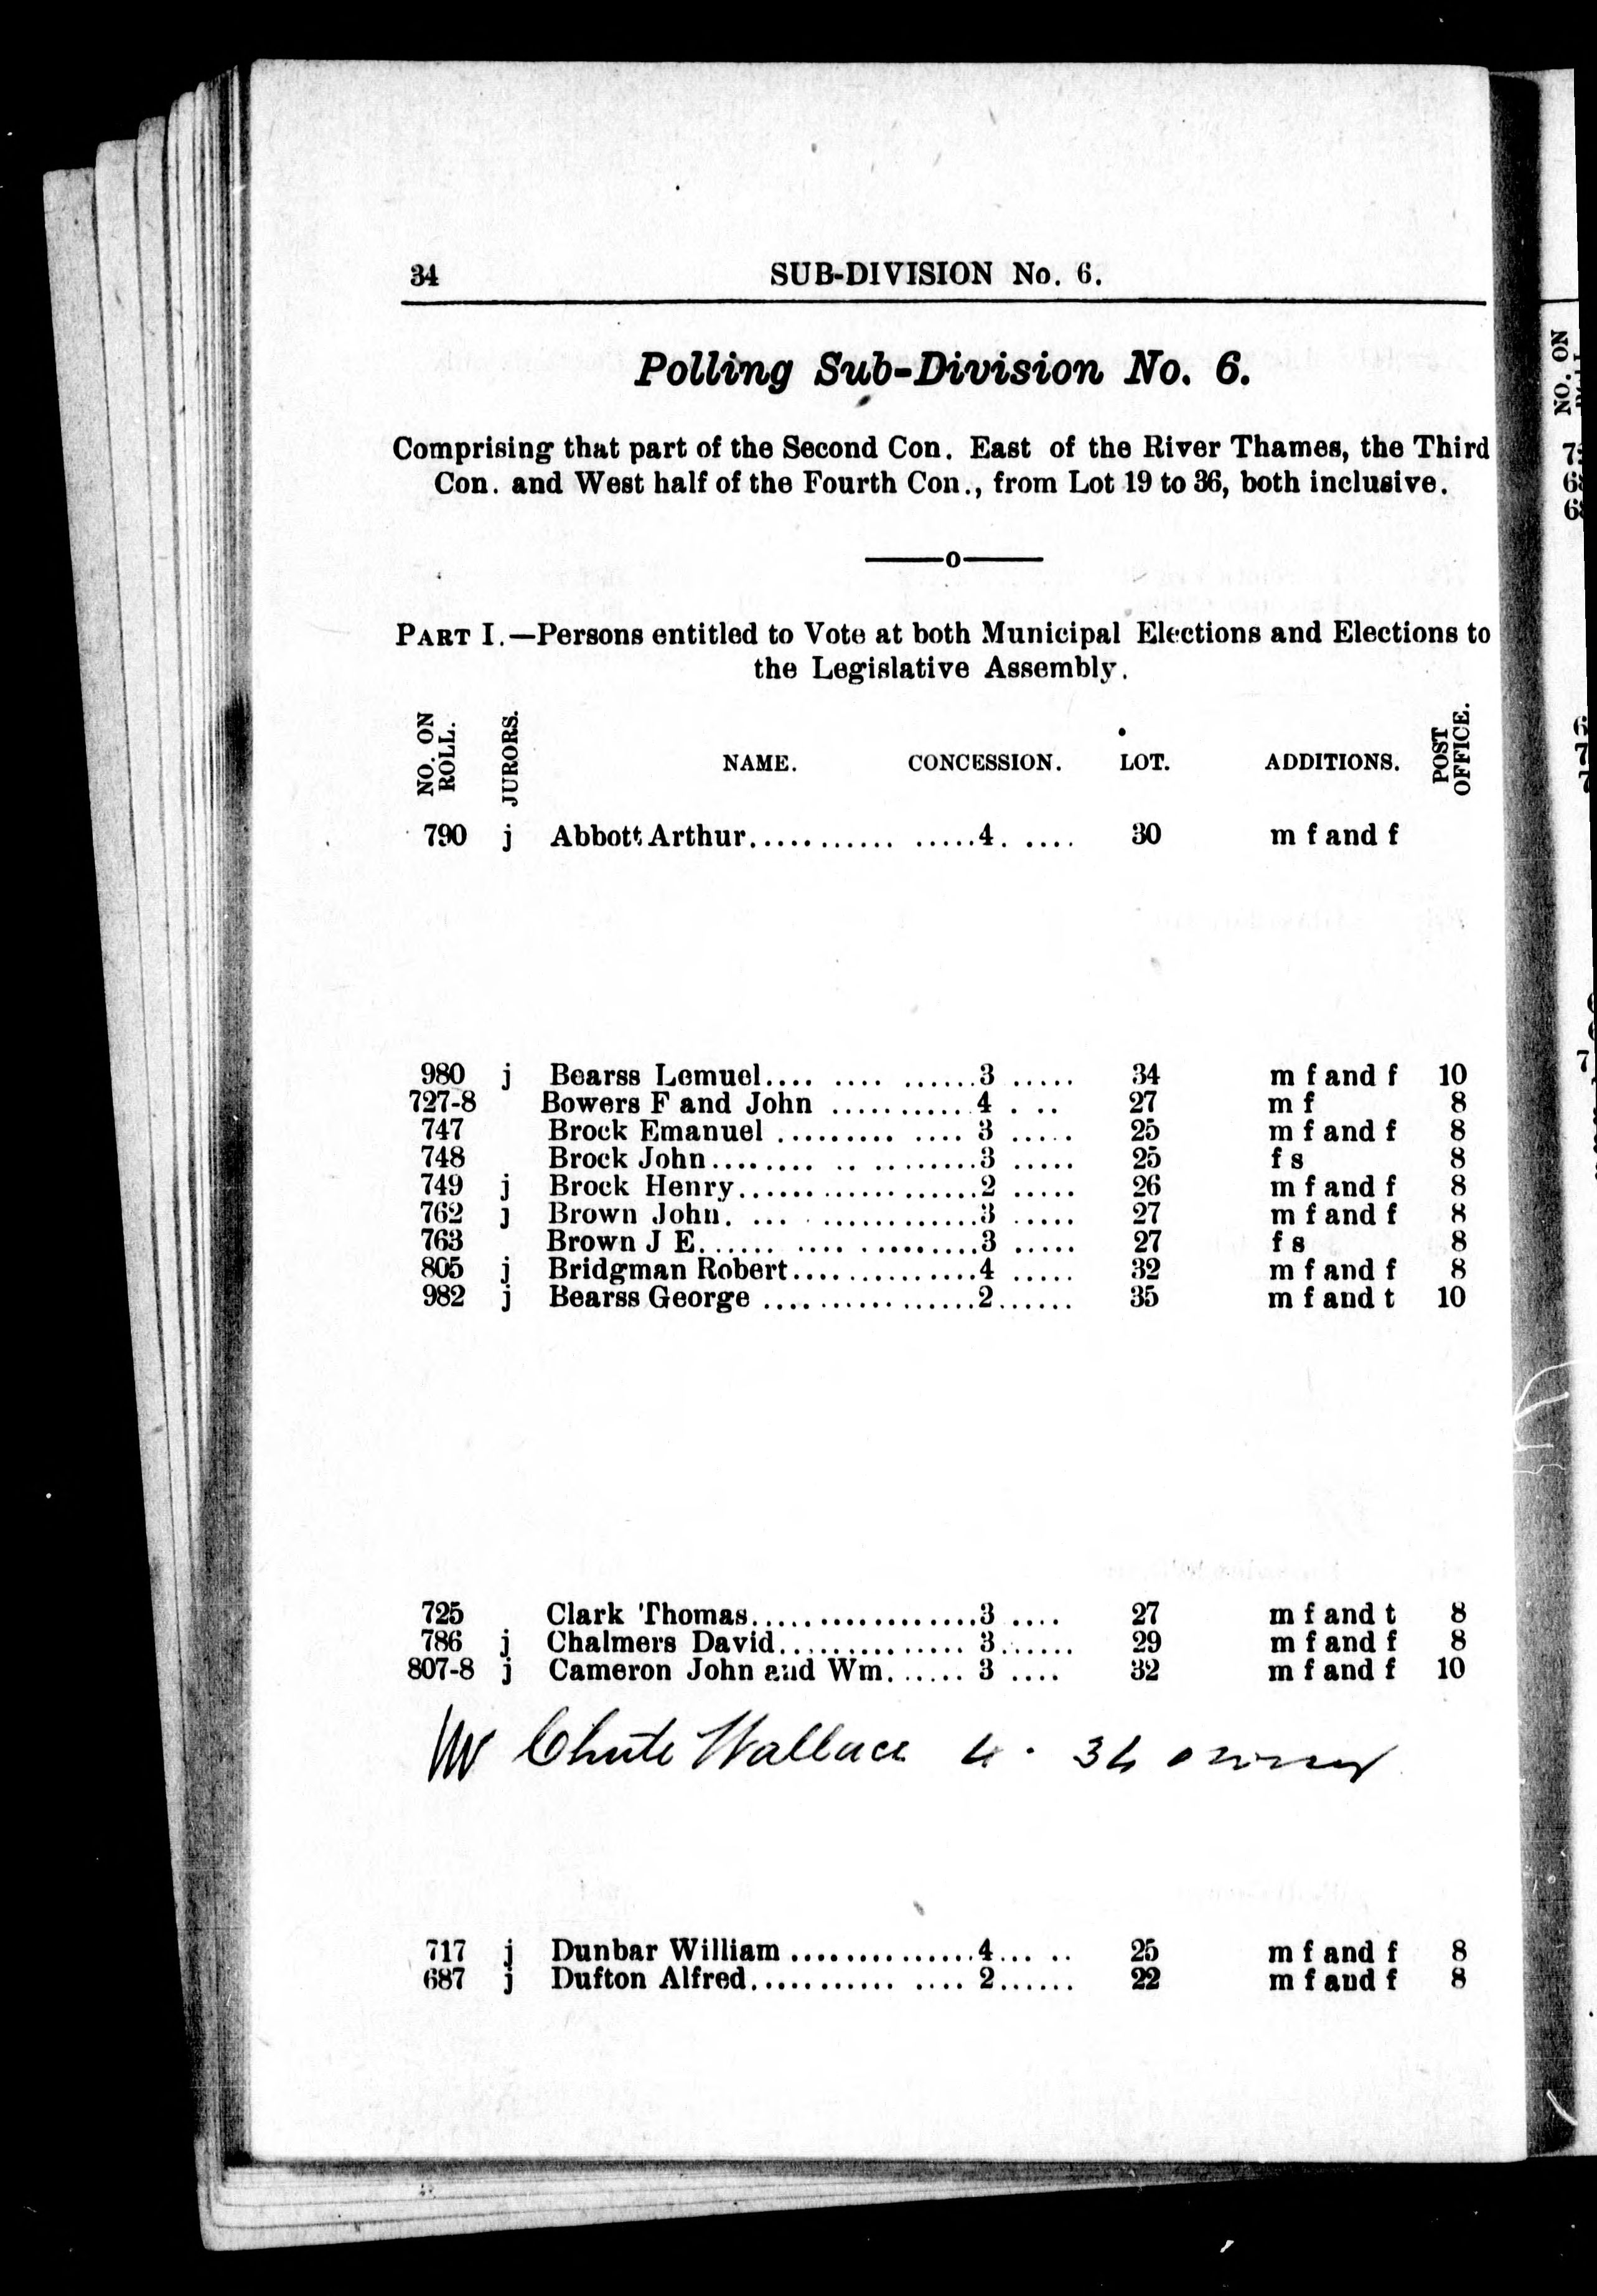 34 SUB-DIVISION No. 6.
Polling Sub-Division No. 6.
Comprising that part of the Second Con. East of the River Thames, the Third
Con. and West half of the Fourth Con., from Lot 19 to 36, both inclusive.
o
PART I.—Persons entitled to Vote at both Municipal Elections and Elections to
the Legislative Assembly.
NO. ON ROLL. JURORS. NAME. CONCESSION. LOT. ADDITIONS. POST OFFICE.
790 j Abbott Arthur 4 30 m f and f
980 j Bearss Lemuel 3 34 m f and f 10
727-8 Bowers F and John 4 27 m f 8
747 Brock Emanuel 3 25 m f and f 8
748 Brock John 3 25 f s 8
749 j Brock Henry 2 26 m f and f 8
762 j Brown John 3 27 m f and f 8
763 Brown J E 3 27 f s 8
805 j Bridgman Robert 4 32 m f and f 8
982 j Bearss George 2 35 m f and t 10
725 Clark Thomas 3 27 m f and t 8
786 j Chalmers David 3 29 m f and f 8
807-8 j Cameron John and Wm. 3 32 m f and f 10
Chute Wallace 4 . 34 owner
717 j Dunbar William 4 25 m f and f 8
687 j Dufton Alfred 2 22 m f and f 8
NO. ON